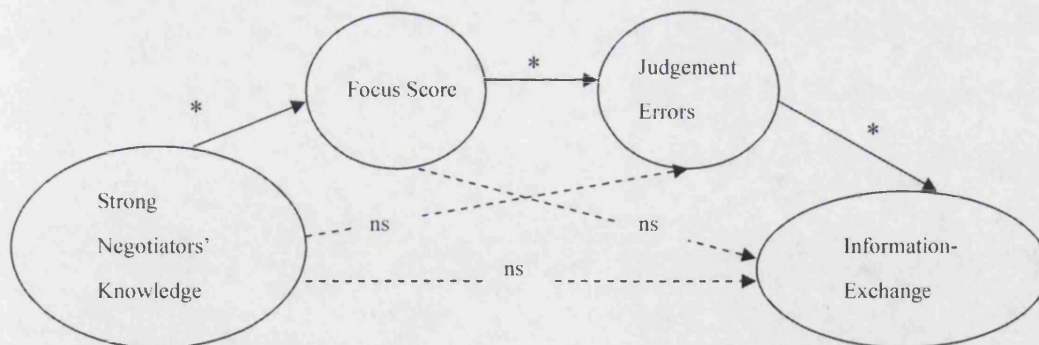 *
Focus Score
*
Judgement
Errors
*
Strong
Negotiators'
Knowledge
ns
ns
ns
Information-
Exchange